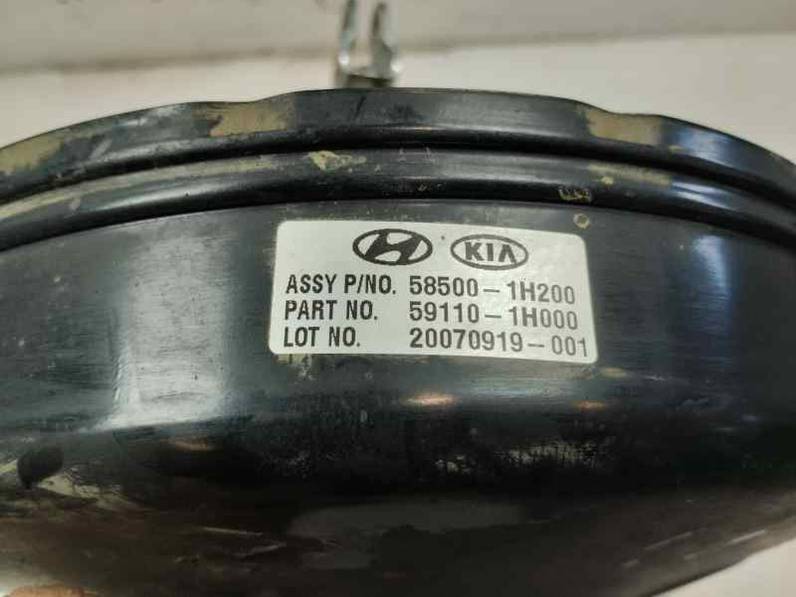 KIA
ASSY P/NO. 58500-1H200
PART NO. 59110-1H000
LOT NO. 20070919-001